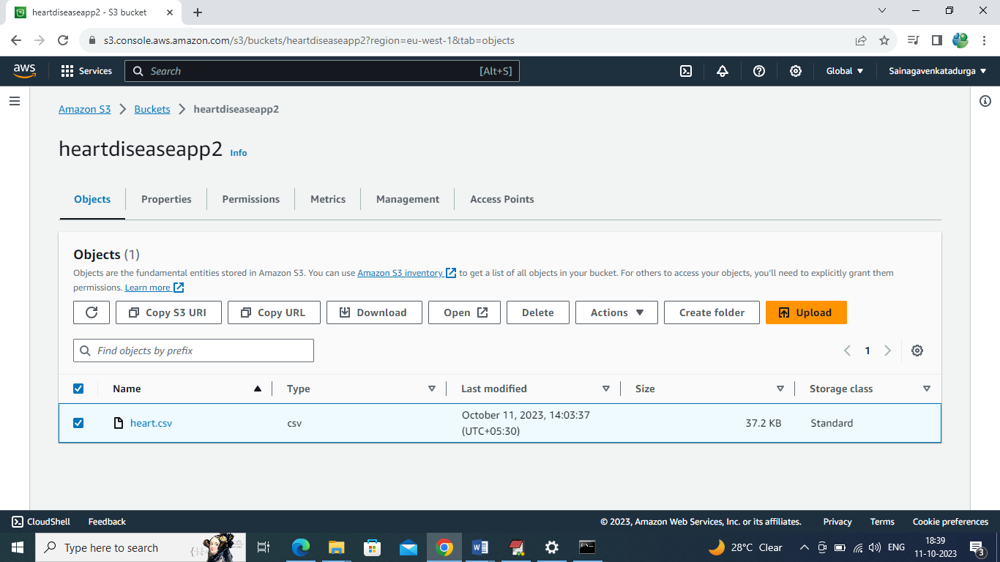 heartdiseaseapp2 - S3 bucket
s3.console.aws.amazon.com/s3/buckets/heartdiseaseapp2?region=eu-west-1&tab=objects
aws Services Search [Alt+S] Global Sainagavenkatadurga
Amazon S3 Buckets heartdiseaseapp2
heartdiseaseapp2 Info
Objects Properties Permissions Metrics Management Access Points
Objects (1)
Objects are the fundamental entities stored in Amazon S3. You can use Amazon S3 inventory to get a list of all objects in your bucket. For others to access your objects, you'll need to explicitly grant them
permissions. Learn more
Copy S3 URI Copy URL Download Open Delete Actions Create folder Upload
Find objects by prefix 1
Name Type Last modified Size Storage class
heart.csv csv October 11, 2023, 14:03:37 (UTC+05:30) 37.2 KB Standard
CloudShell Feedback © 2023, Amazon Web Services, Inc. or its affiliates. Privacy Terms Cookie preferences
Type here to search 28°C Clear ENG 18:39
11-10-2023 3